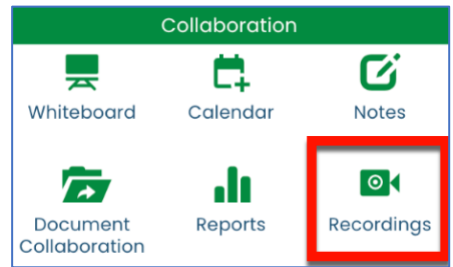 Collaboration
Whiteboard
Calendar
Notes
Document
Collaboration
Reports
Recordings